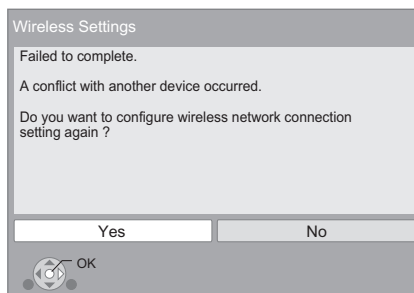 Wireless Settings
Failed to complete.
A conflict with another device occurred.
Do you want to configure wireless network connection
setting again ?
Yes
No
OK